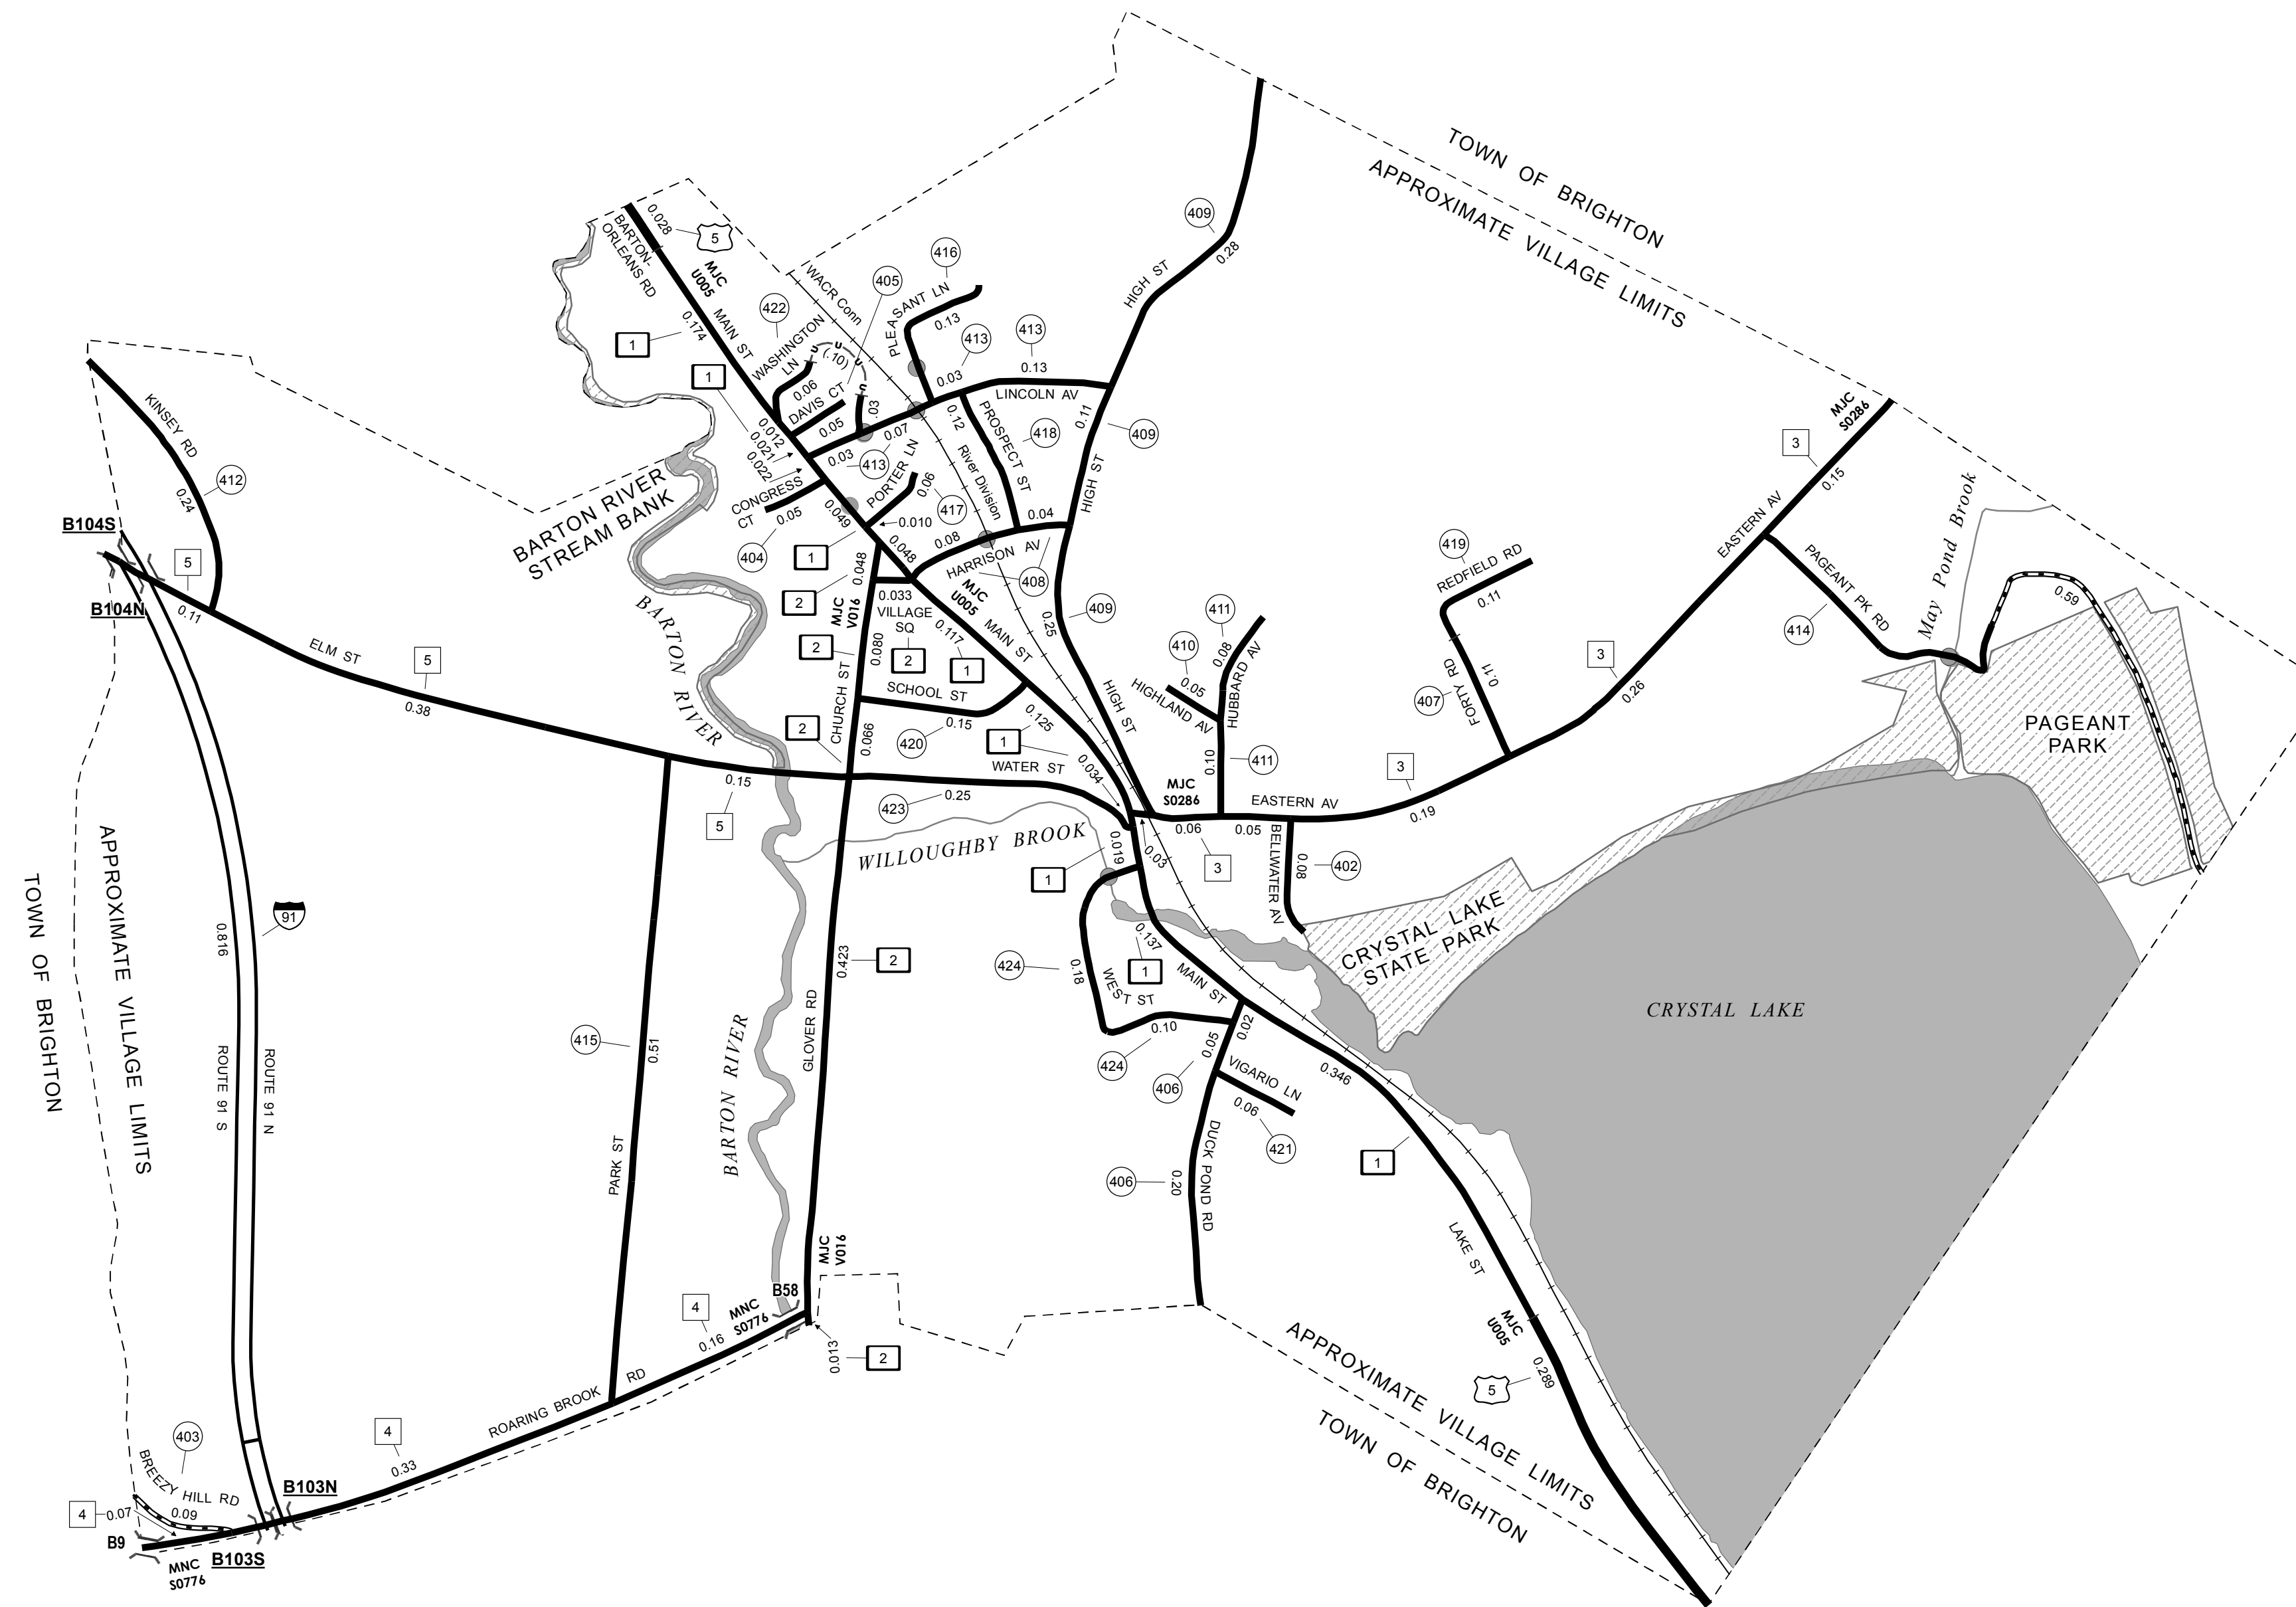 TOWN OF BRIGHTON
APPROXIMATE VILLAGE LIMITS
409
0.28
HIGH ST
0.028
5
BARTON-
ORLEANS RD
MJC
U005
MAIN ST
0.174
1
WACR Conn
416
405
422
PLEASANT LN
0.13
WASHINGTON
LN
0.06
U
U
U
U
(.10)
DAVIS CT
0.05
.03
413
413
0.03
0.13
LINCOLN AV
1
0.012
0.021
0.022
0.07
0.03
413
0.12
PROSPECT ST
418
0.11
409
HIGH ST
River Division
PORTER LN
0.06
417
CONGRESS
CT
0.05
404
0.049
0.010
1
0.048
0.08
0.04
HARRISON AV
408
MJC
S0286
3
0.15
EASTERN AV
KINSEY RD
412
0.24
B104S
5
B104N
0.11
BARTON RIVER
STREAM BANK
BARTON RIVER
0.048
2
MJC
V016
0.033
VILLAGE
SQ
2
MJC
U005
MAIN ST
0.117
1
2
0.080
SCHOOL ST
0.15
420
CHURCH ST
2
0.066
0.125
1
WATER ST
0.034
0.25
423
0.25
409
HIGH ST
411
410
0.08
0.05
HIGHLAND AV
HUBBARD AV
0.10
411
419
REDFIELD RD
0.11
407
FORTY RD
0.11
3
0.26
PAGEANT PK RD
414
May Pond Brook
0.59
PAGEANT
PARK
ELM ST
5
0.38
0.15
5
MJC
S0286
EASTERN AV
3
0.19
0.06
0.05
0.03
3
BELLWATER AV
0.08
402
WILLOUGHBY BROOK
0.019
1
CRYSTAL LAKE
STATE PARK
CRYSTAL LAKE
TOWN OF BRIGHTON
APPROXIMATE VILLAGE LIMITS
0.816
91
ROUTE 91 S
ROUTE 91 N
415
0.51
PARK ST
BARTON RIVER
0.423
2
GLOVER RD
424
0.18
WEST ST
0.137
1
MAIN ST
0.10
424
0.02
0.05
406
VIGARIO LN
0.06
421
0.346
1
406
0.20
DUCK POND RD
LAKE ST
MJC
U005
0.289
5
MJC
V016
B58
4
MNC
S0776
0.16
0.013
2
ROARING BROOK RD
4
0.33
403
BREEZY HILL RD
0.09
B103N
4
0.07
B9
B103S
MNC
S0776
APPROXIMATE VILLAGE LIMITS
TOWN OF BRIGHTON